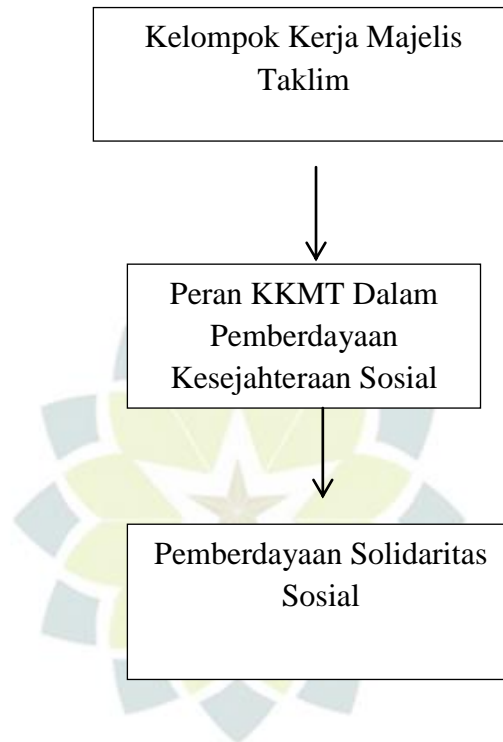 Kelompok Kerja Majelis
Taklim
Peran KKMT Dalam
Pemberdayaan
Kesejahteraan Sosial
Pemberdayaan Solidaritas
Sosial